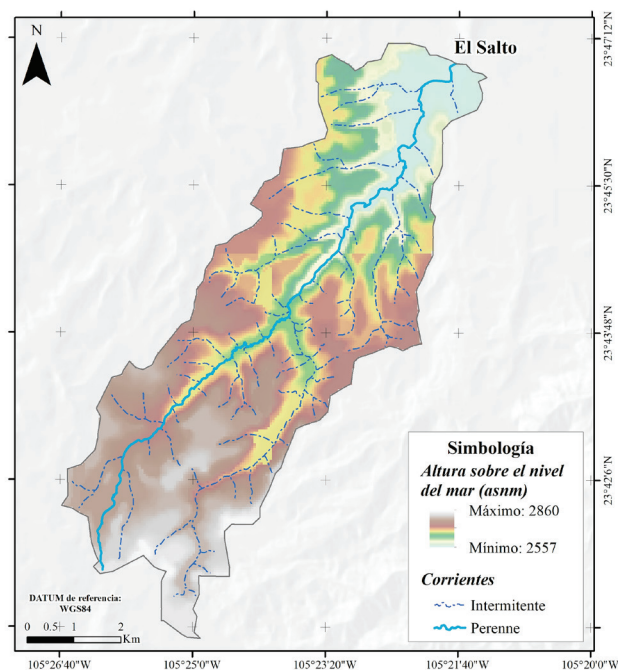 N
El Salto
23°47'12"N
23°45'30"N
23°43'48"N
23°42'6"N
Simbología
Altura sobre el nivel
del mar (asnm)
Máximo: 2860
Mínimo: 2557
Corrientes
Intermitente
Perenne
DATUM de referencia:
WGS84
0 0.5 1 2
Km
105°26'40"W 105°25'0"W 105°23'20"W 105°21'40"W 105°20'0"W